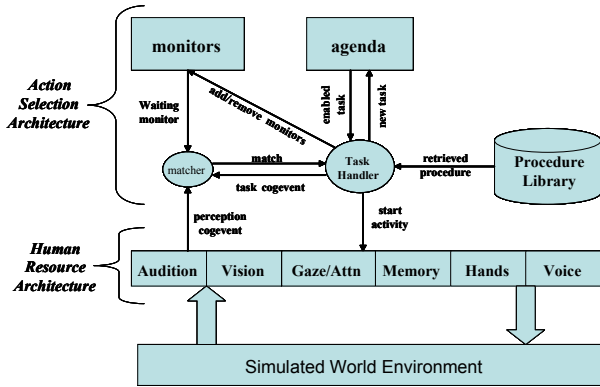 monitors
agenda
Action
Selection
Architecture
Waiting
monitor
add/remove monitors
enabled
task
new task
matcher
match
task cogevent
Task
Handler
retrieved
procedure
Procedure
Library
perception
cogevent
start
activity
Human
Resource
Architecture
Audition
Vision
Gaze/Attn
Memory
Hands
Voice
Simulated World Environment